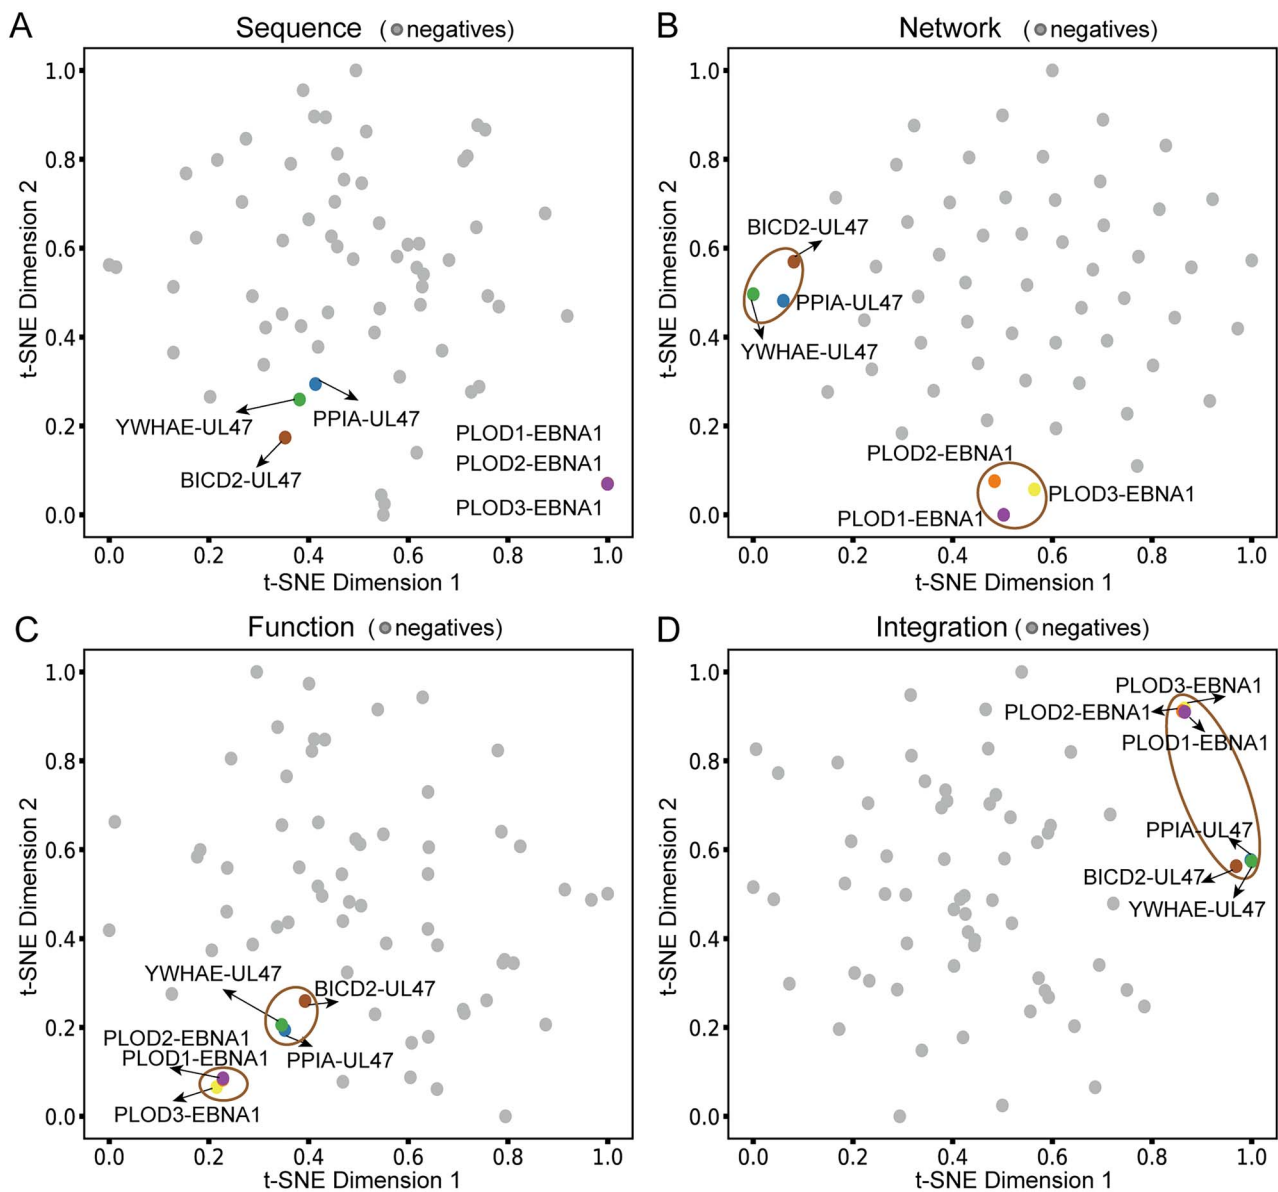 A
Sequence ( negatives)
1.0
0.8
0.6
0.4
0.2
0.0
t-SNE Dimension 2
YWHAE-UL47
PPIA-UL47
BICD2-UL47
PLOD1-EBNA1
PLOD2-EBNA1
PLOD3-EBNA1
0.0 0.2 0.4 0.6 0.8 1.0
t-SNE Dimension 1
B
Network ( negatives)
1.0
0.8
0.6
0.4
0.2
0.0
t-SNE Dimension 2
BICD2-UL47
PPIA-UL47
YWHAE-UL47
PLOD2-EBNA1
PLOD3-EBNA1
PLOD1-EBNA1
0.0 0.2 0.4 0.6 0.8 1.0
t-SNE Dimension 1
C
Function ( negatives)
1.0
0.8
0.6
0.4
0.2
0.0
t-SNE Dimension 2
YWHAE-UL47
BICD2-UL47
PLOD2-EBNA1
PLOD1-EBNA1
PPIA-UL47
PLOD3-EBNA1
0.0 0.2 0.4 0.6 0.8 1.0
t-SNE Dimension 1
D
Integration ( negatives)
1.0
0.8
0.6
0.4
0.2
0.0
t-SNE Dimension 2
PLOD3-EBNA1
PLOD2-EBNA1
PLOD1-EBNA1
PPIA-UL47
BICD2-UL47
YWHAE-UL47
0.0 0.2 0.4 0.6 0.8 1.0
t-SNE Dimension 1